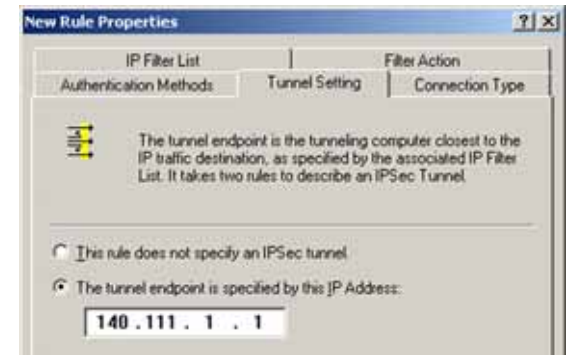 New Rule Properties
IP Filter List
Filter Action
Authentication Methods
Tunnel Setting
Connection Type
The tunnel endpoint is the tunneling computer closest to the
IP traffic destination, as specified by the associated IP Filter
List. It takes two rules to describe an IPSec Tunnel.
This rule does not specify an IPSec tunnel.
The tunnel endpoint is specified by this IP Address:
140 . 111 . 1 . 1